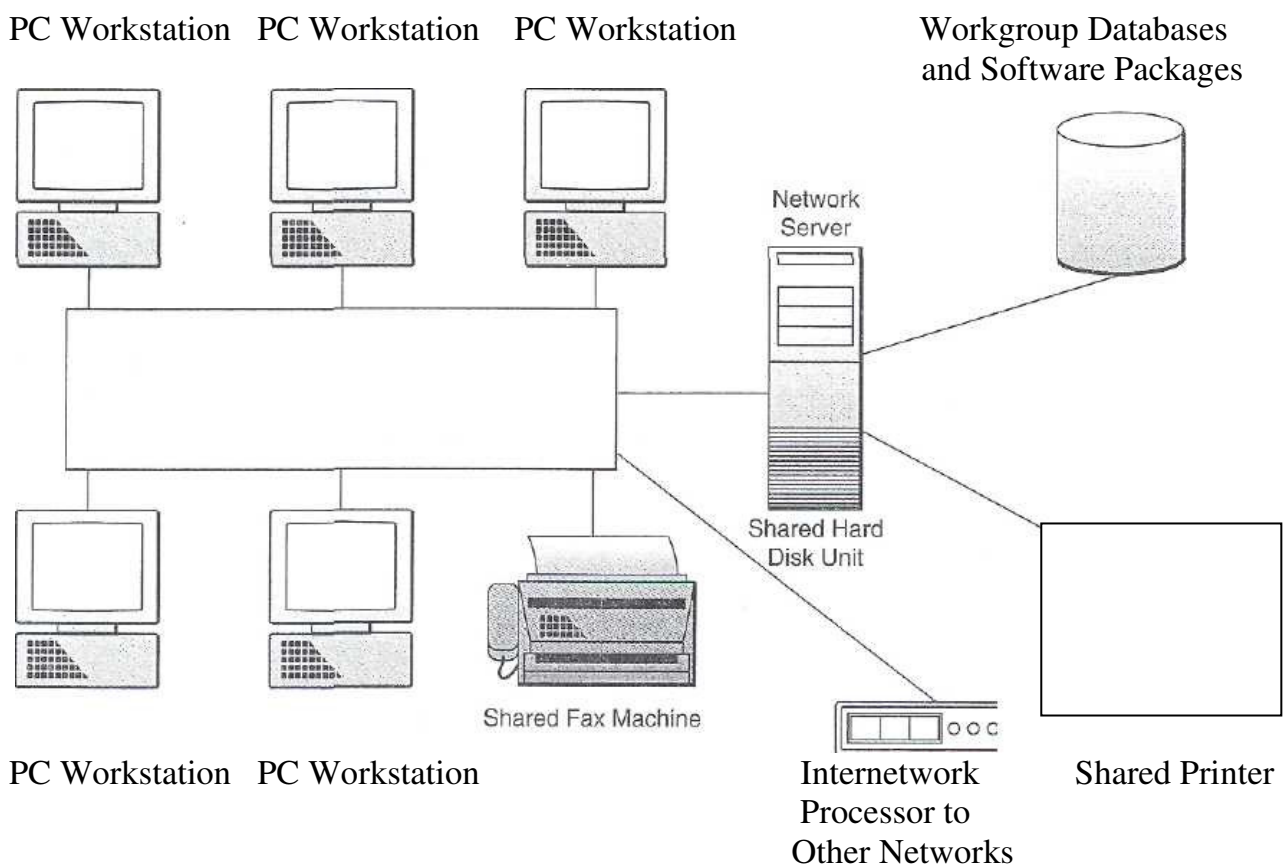 PC Workstation PC Workstation PC Workstation
Workgroup Databases
and Software Packages
Network
Server
Shared Hard
Disk Unit
Shared Fax Machine
PC Workstation PC Workstation
Internetwork
Processor to
Other Networks
Shared Printer